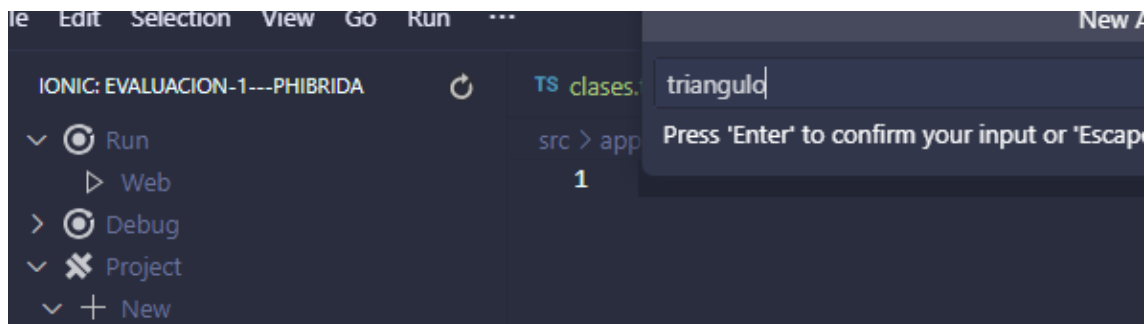 le Edit Selection View Go Run ...
New A
IONIC: EVALUACION-1---PHIBRIDA
TS clases.
triangulo
Run
src > app
Press 'Enter' to confirm your input or 'Escape
Web
1
Debug
Project
New